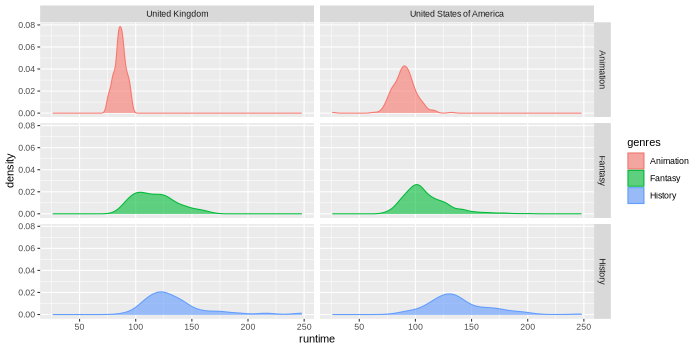 United Kingdom
United States of America
0.08
0.06
0.04
0.02
0.00
Animation
0.08
0.06
0.04
0.02
0.00
Fantasy
0.08
0.06
0.04
0.02
0.00
History
density
50
100
150
200
250
50
100
150
200
250
runtime
genres
Animation
Fantasy
History